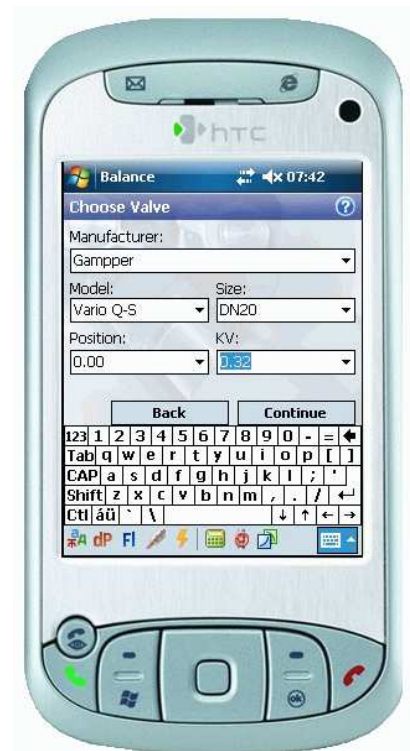 hTC
Balance 07:42
Choose Valve ?
Manufacturer:
Gampper
Model: Size:
Vario Q-S DN20
Position: KV:
0.00 0.32
Back Continue
123 1 2 3 4 5 6 7 8 9 0 - =
Tab q w e r t y u i o p [ ]
CAP a s d f g h j k l ; '
Shift z x c v b n m , . /
Ctl áü ` \
dP Fl
ok